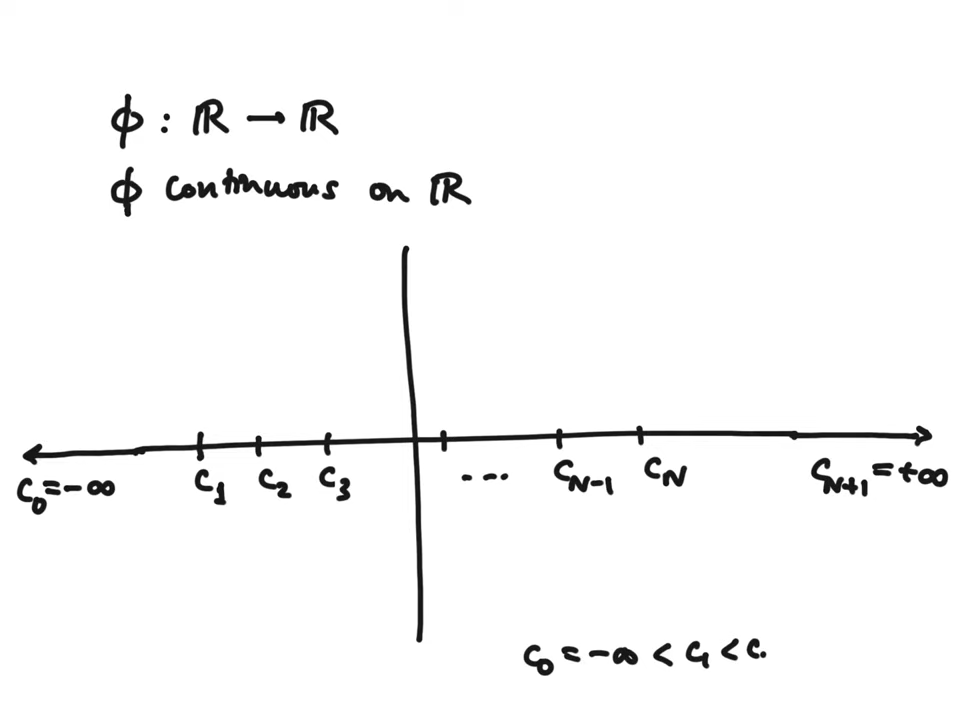 ϕ : ℝ → ℝ
ϕ continuous on ℝ
C₀ = -∞ C₁ C₂ C₃ .... C_{N-1} C_N C_{N+1} = +∞
C₀ = -∞ < C₁ < C.